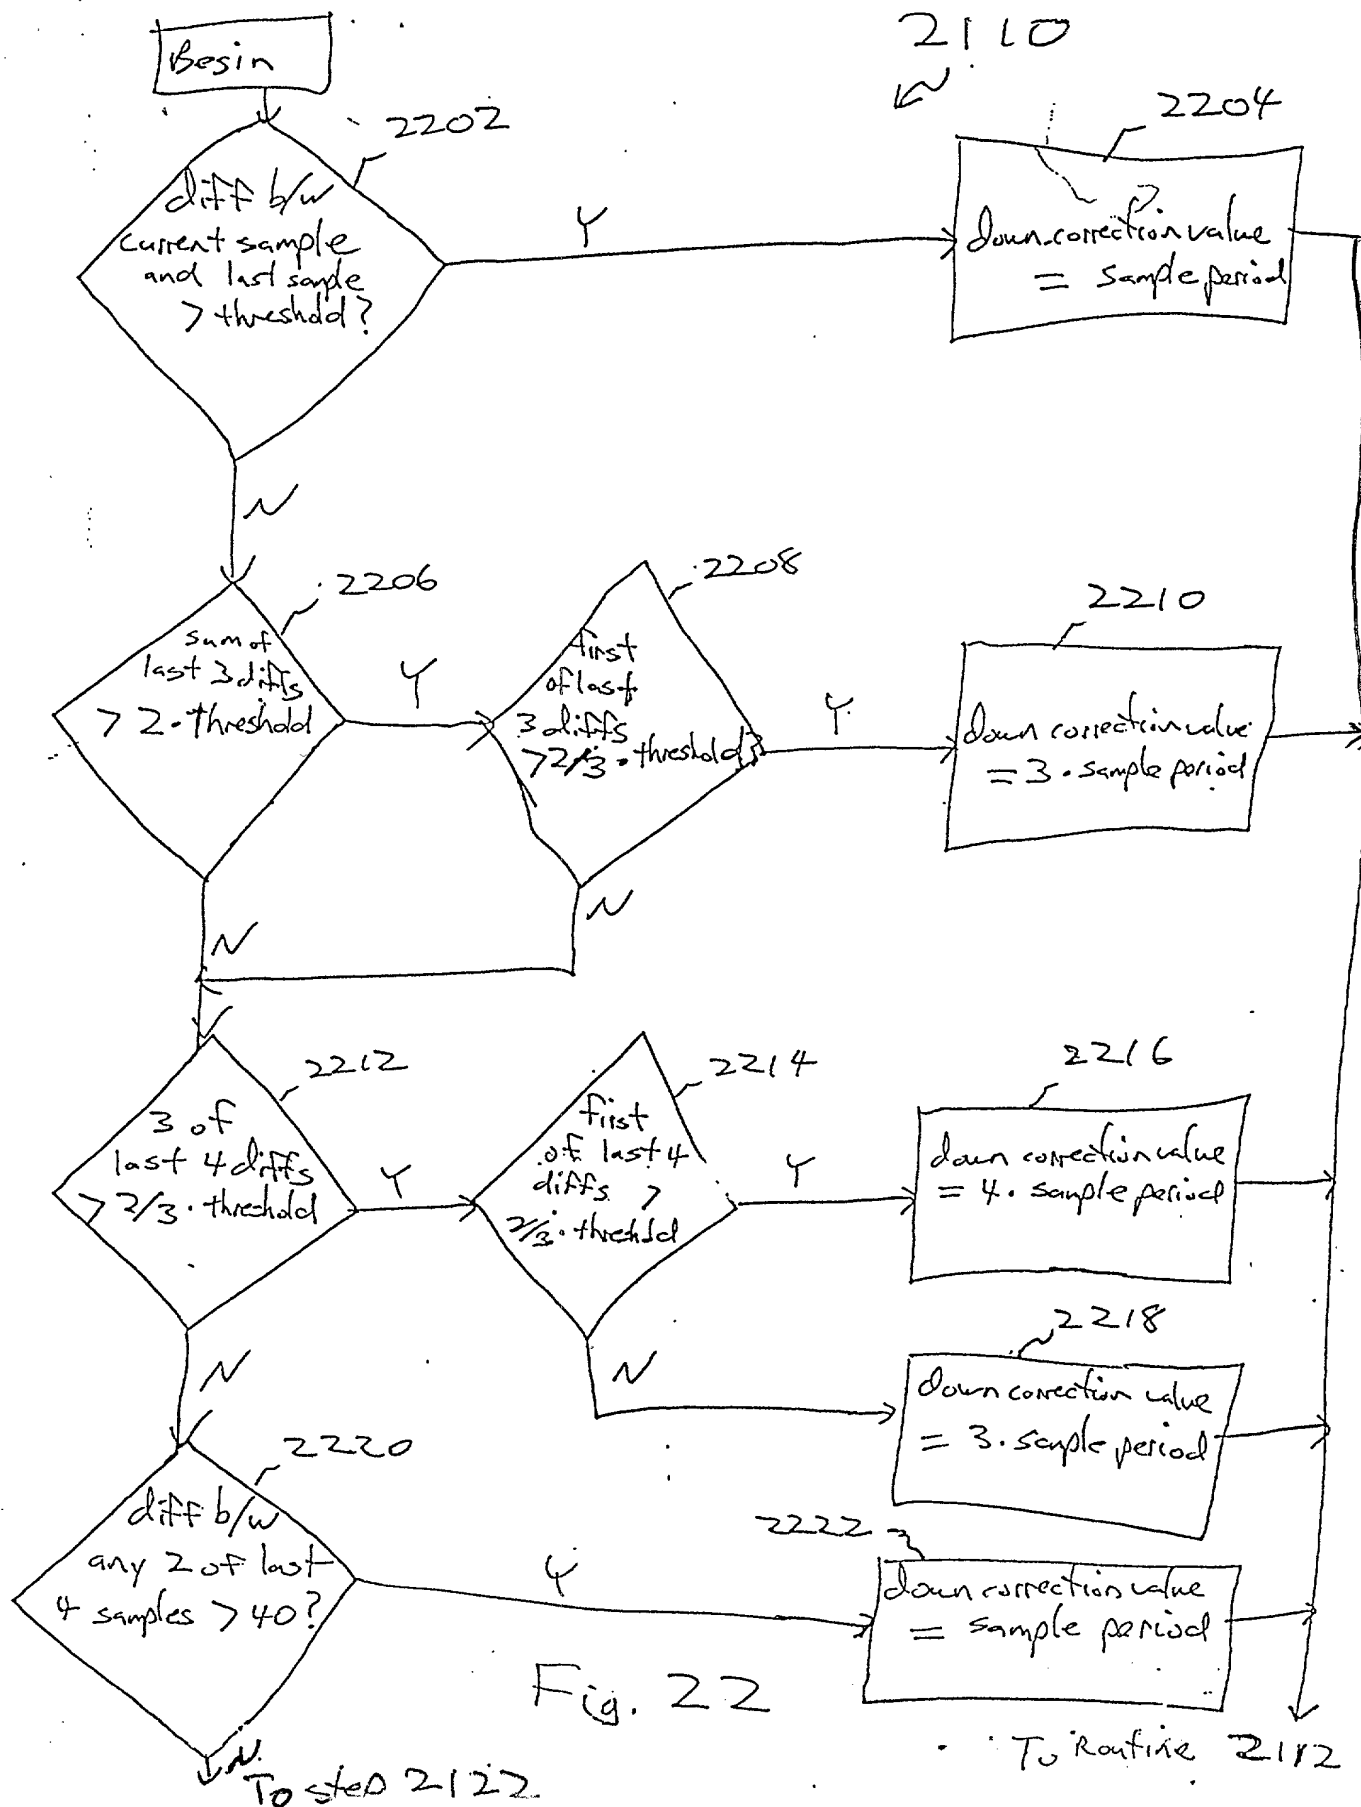 Begin
2110
2202
2204
diff b/w
current sample
and last sample
> threshold?
Y
down correction value
= sample period
N
2206
2208
2210
sum of
last 3 diffs
> 2 · threshold
Y
first
of last
3 diffs
> 2/3 · threshold
Y
down correction value
= 3 · sample period
N
N
2212
2214
2216
3 of
last 4 diffs
> 2/3 · threshold
Y
first
of last 4
diffs >
2/3 · threshold
Y
down correction value
= 4 · sample period
N
N
2218
down correction value
= 3 · sample period
2220
diff b/w
any 2 of last
4 samples > 40?
Y
2222
down correction value
= sample period
N
Fig. 22
To step 2122
To Routine 2112